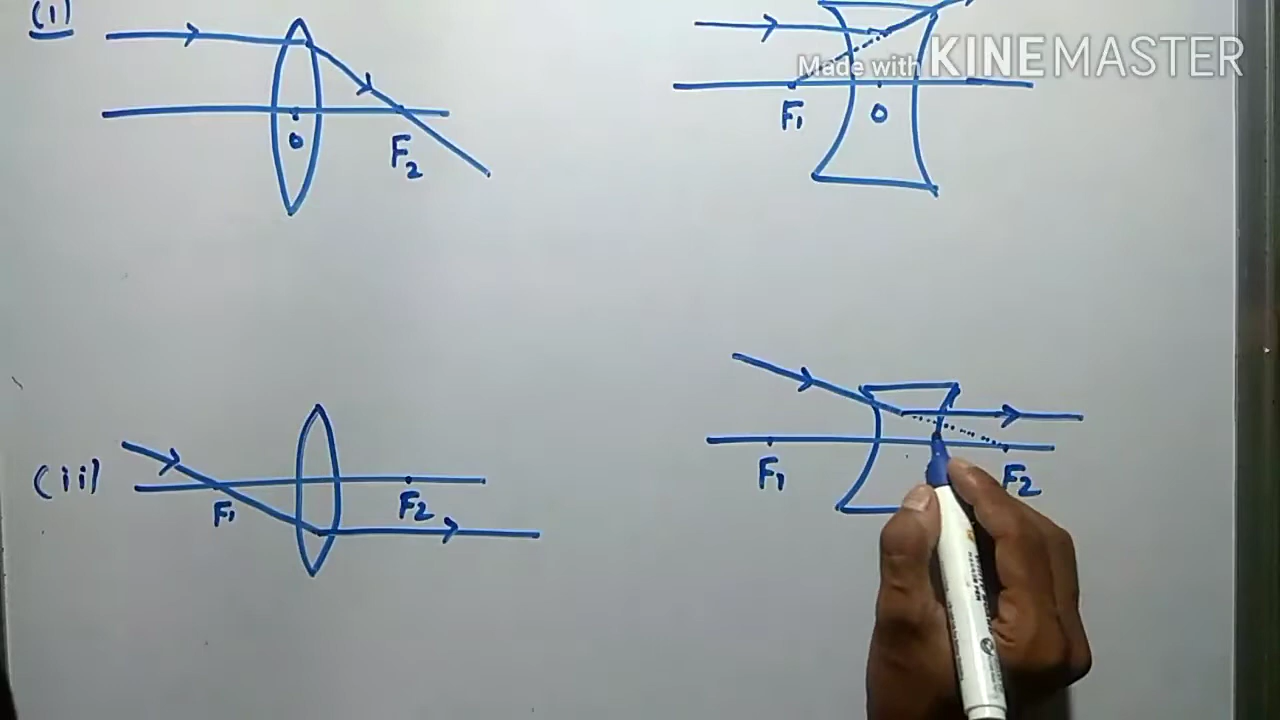 (i)
Made with KINEMASTER
O
F₂
F₁
O
(ii)
F₁
F₂
F₁
F₂